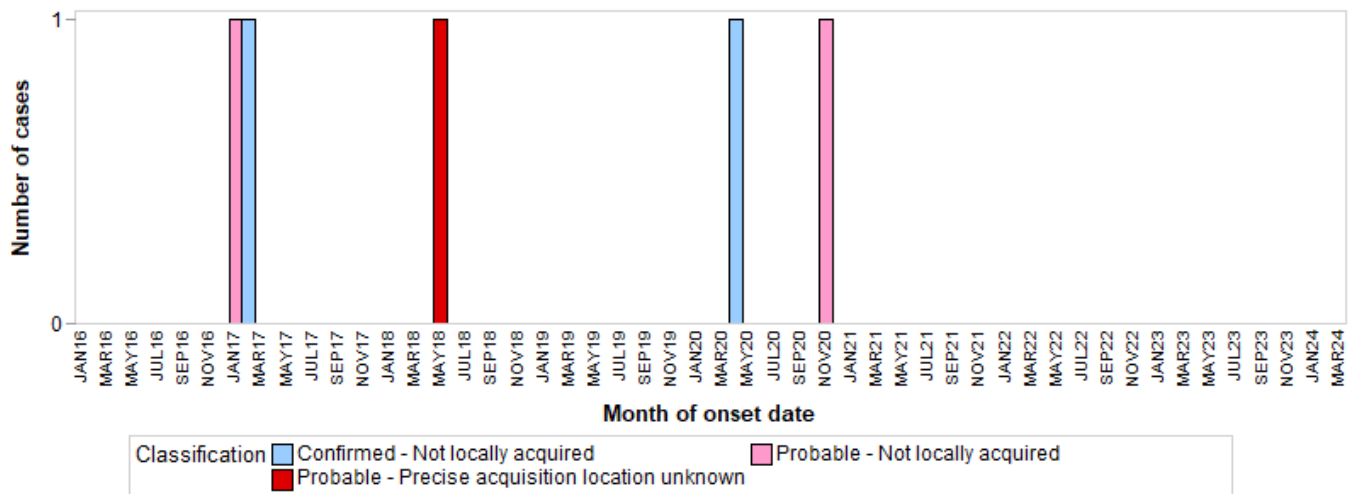 Number of cases
1
0
JAN16 MAR16 MAY16 JUL16 SEP16 NOV16 JAN17 MAR17 MAY17 JUL17 SEP17 NOV17 JAN18 MAR18 MAY18 JUL18 SEP18 NOV18 JAN19 MAR19 MAY19 JUL19 SEP19 NOV19 JAN20 MAR20 MAY20 JUL20 SEP20 NOV20 JAN21 MAR21 MAY21 JUL21 SEP21 NOV21 JAN22 MAR22 MAY22 JUL22 SEP22 NOV22 JAN23 MAR23 MAY23 JUL23 SEP23 NOV23 JAN24 MAR24
Month of onset date
Classification Confirmed - Not locally acquired Probable - Not locally acquired
Probable - Precise acquisition location unknown